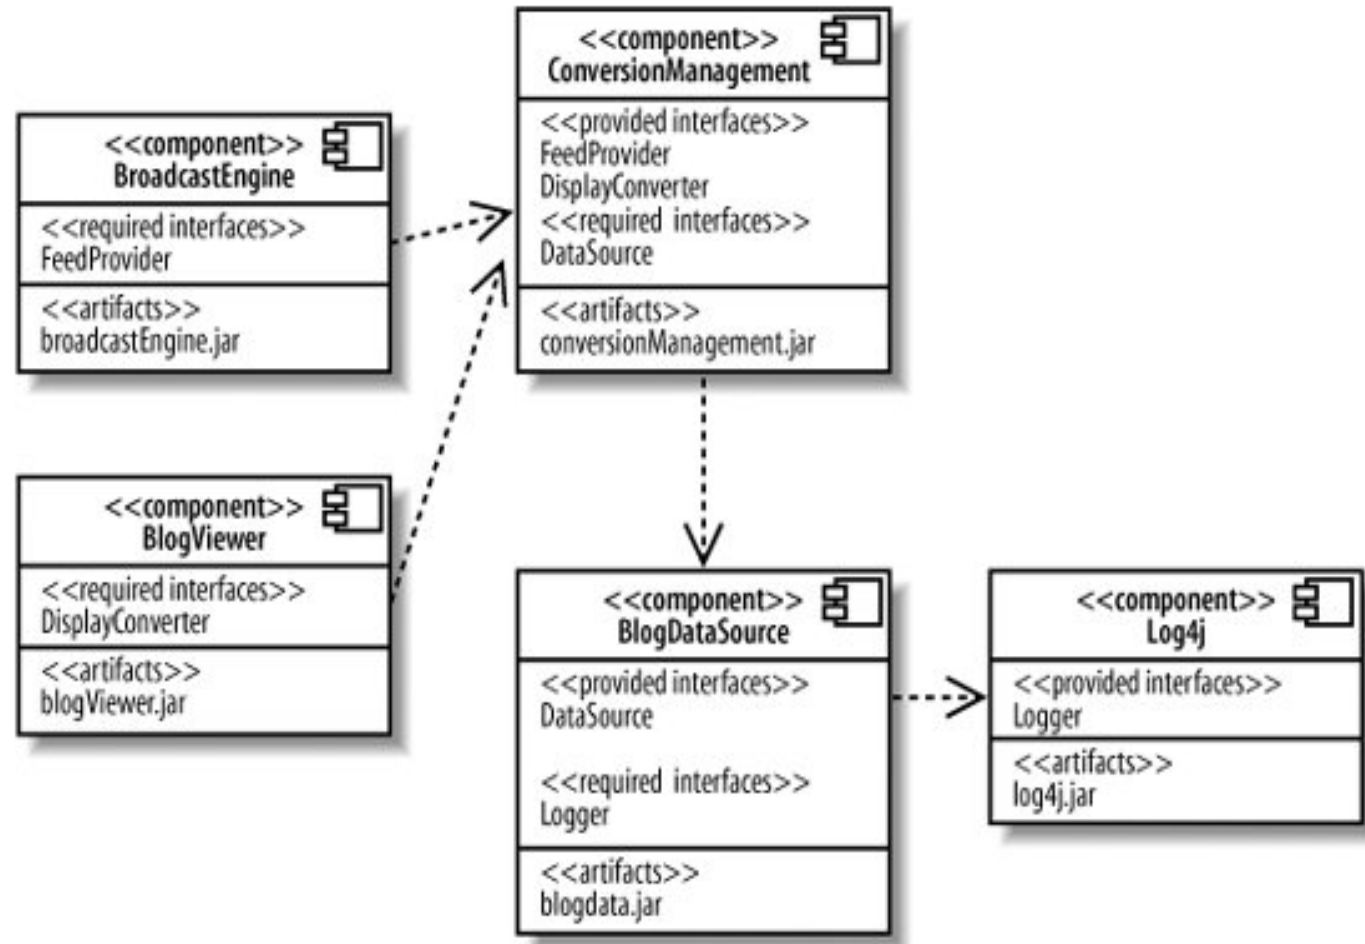 <<component>>
BroadcastEngine
<<required interfaces>>
FeedProvider
<<artifacts>>
broadcastEngine.jar
<<component>>
ConversionManagement
<<provided interfaces>>
FeedProvider
DisplayConverter
<<required interfaces>>
DataSource
<<artifacts>>
conversionManagement.jar
<<component>>
BlogViewer
<<required interfaces>>
DisplayConverter
<<artifacts>>
blogViewer.jar
<<component>>
BlogDataSource
<<provided interfaces>>
DataSource
<<required interfaces>>
Logger
<<artifacts>>
blogdata.jar
<<component>>
Log4j
<<provided interfaces>>
Logger
<<artifacts>>
log4j.jar